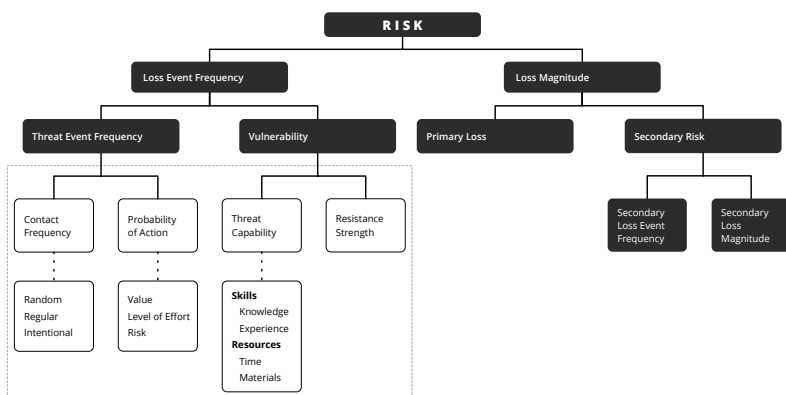 RISK
Loss Event Frequency
Loss Magnitude
Threat Event Frequency
Vulnerability
Primary Loss
Secondary Risk
Contact
Frequency
Probability
of Action
Threat
Capability
Resistance
Strength
Secondary
Loss Event
Frequency
Secondary
Loss
Magnitude
Random
Regular
Intentional
Value
Level of Effort
Risk
Skills
Knowledge
Experience
Resources
Time
Materials